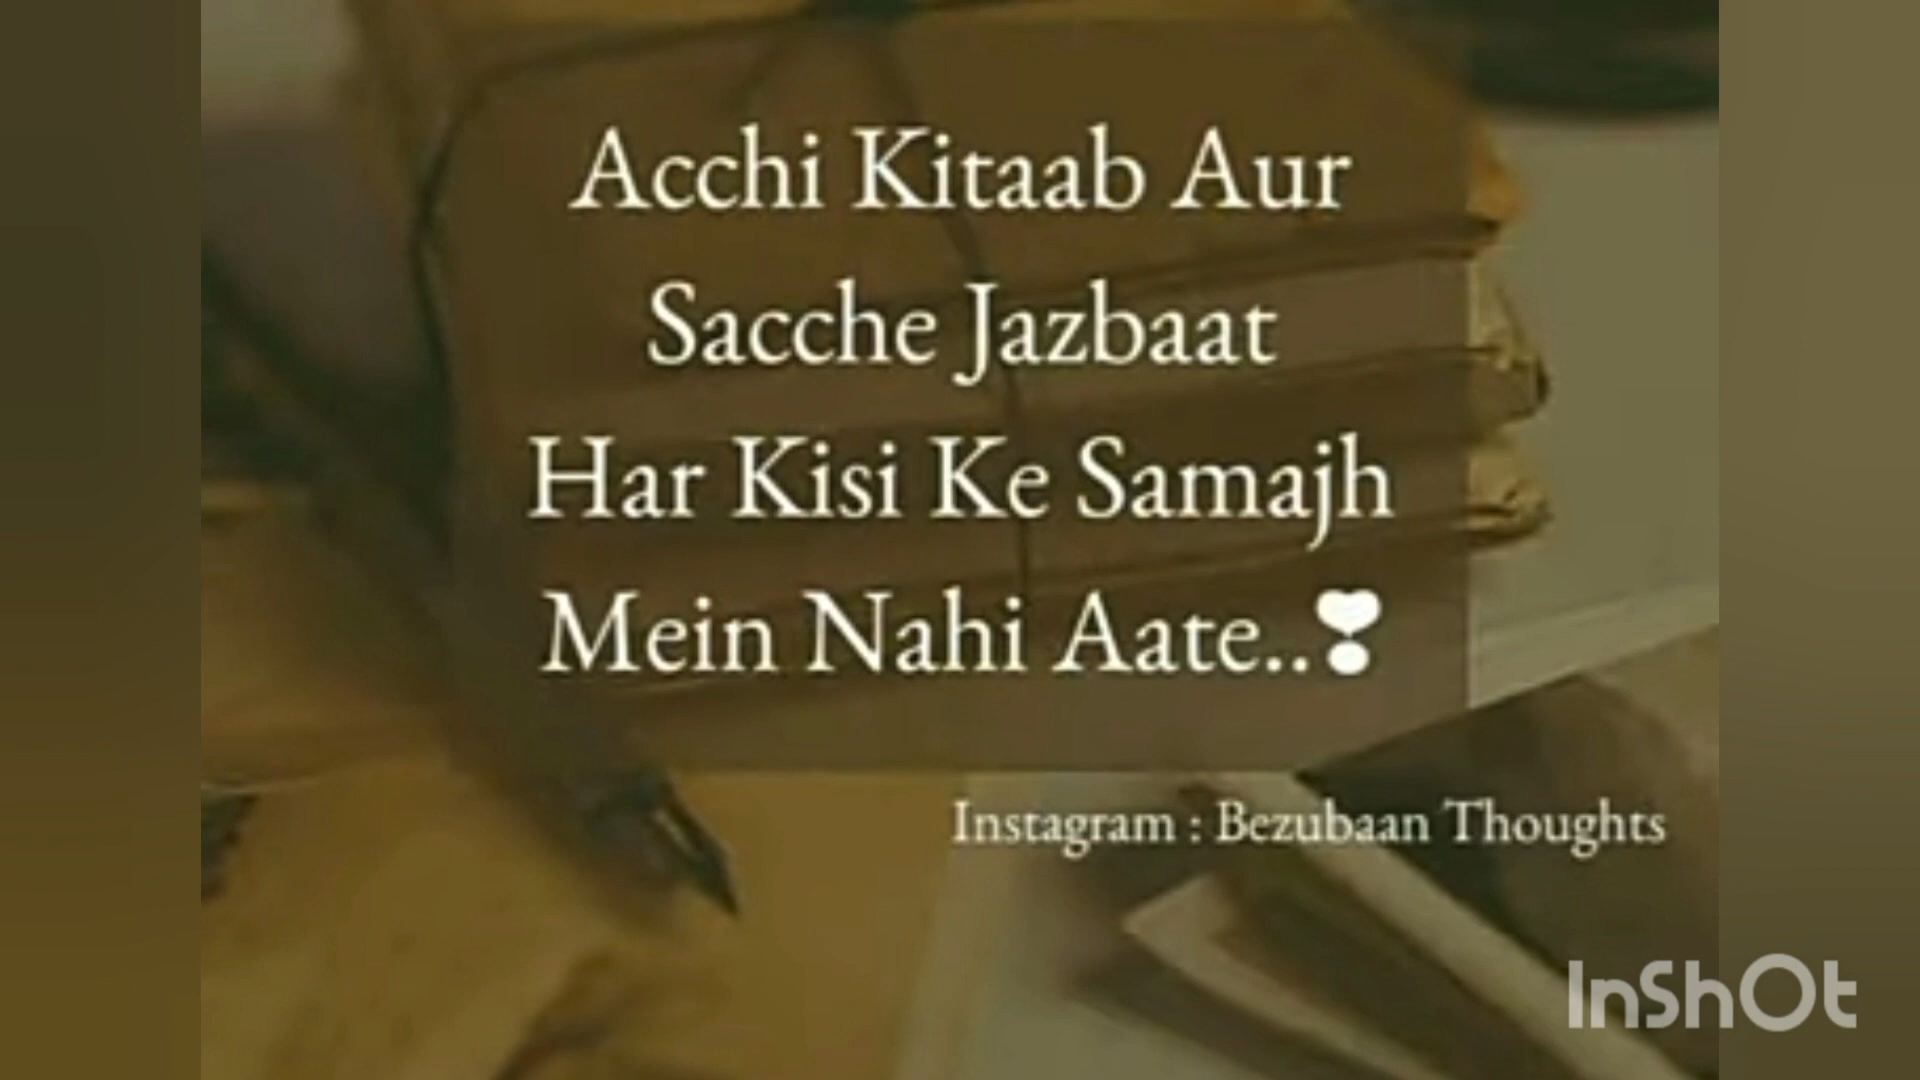 Acchi Kitaab Aur
Sacche Jazbaat
Har Kisi Ke Samajh
Mein Nahi Aate..❣
Instagram : Bezubaan Thoughts
InShOt